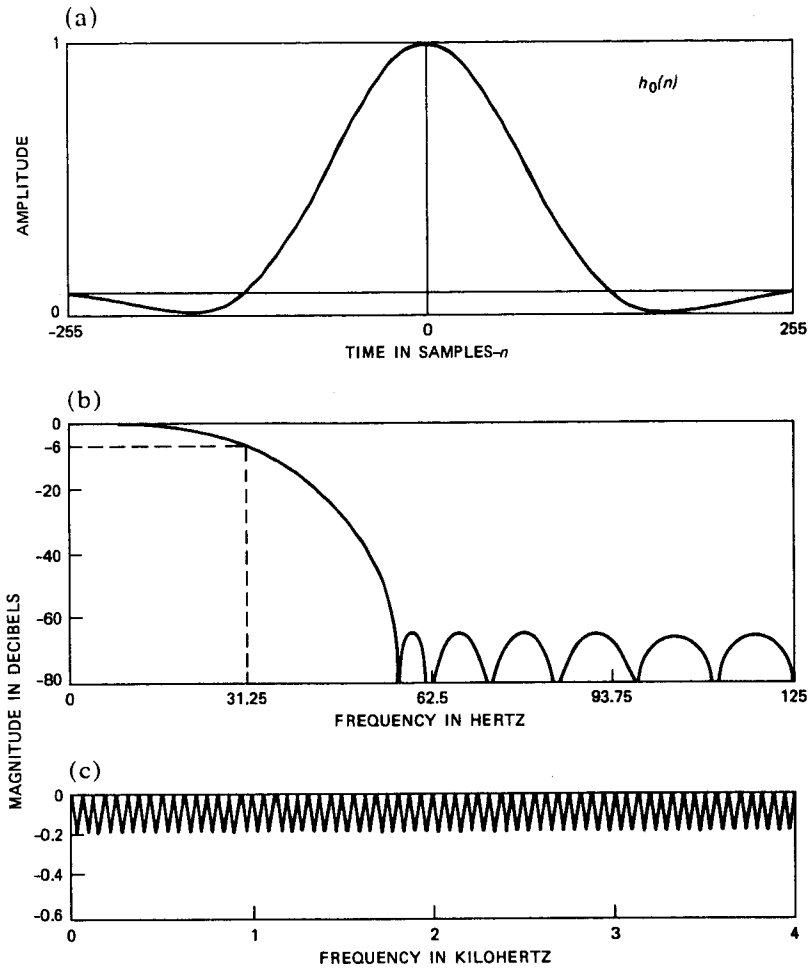 (a)
1
h0(n)
AMPLITUDE
0
-255
0
255
TIME IN SAMPLES-n
(b)
0
-6
-20
-40
-60
-80
0
31.25
62.5
93.75
125
FREQUENCY IN HERTZ
MAGNITUDE IN DECIBELS
(c)
0
-0.2
-0.4
-0.6
0
1
2
3
4
FREQUENCY IN KILOHERTZ